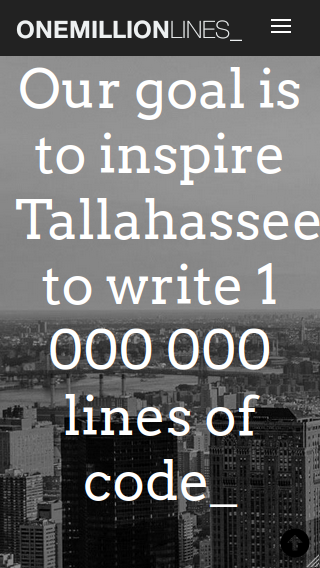 ONEMILLIONLINES_
Our goal is
to inspire
Tallahassee
to write 1
000 000
lines of
code_